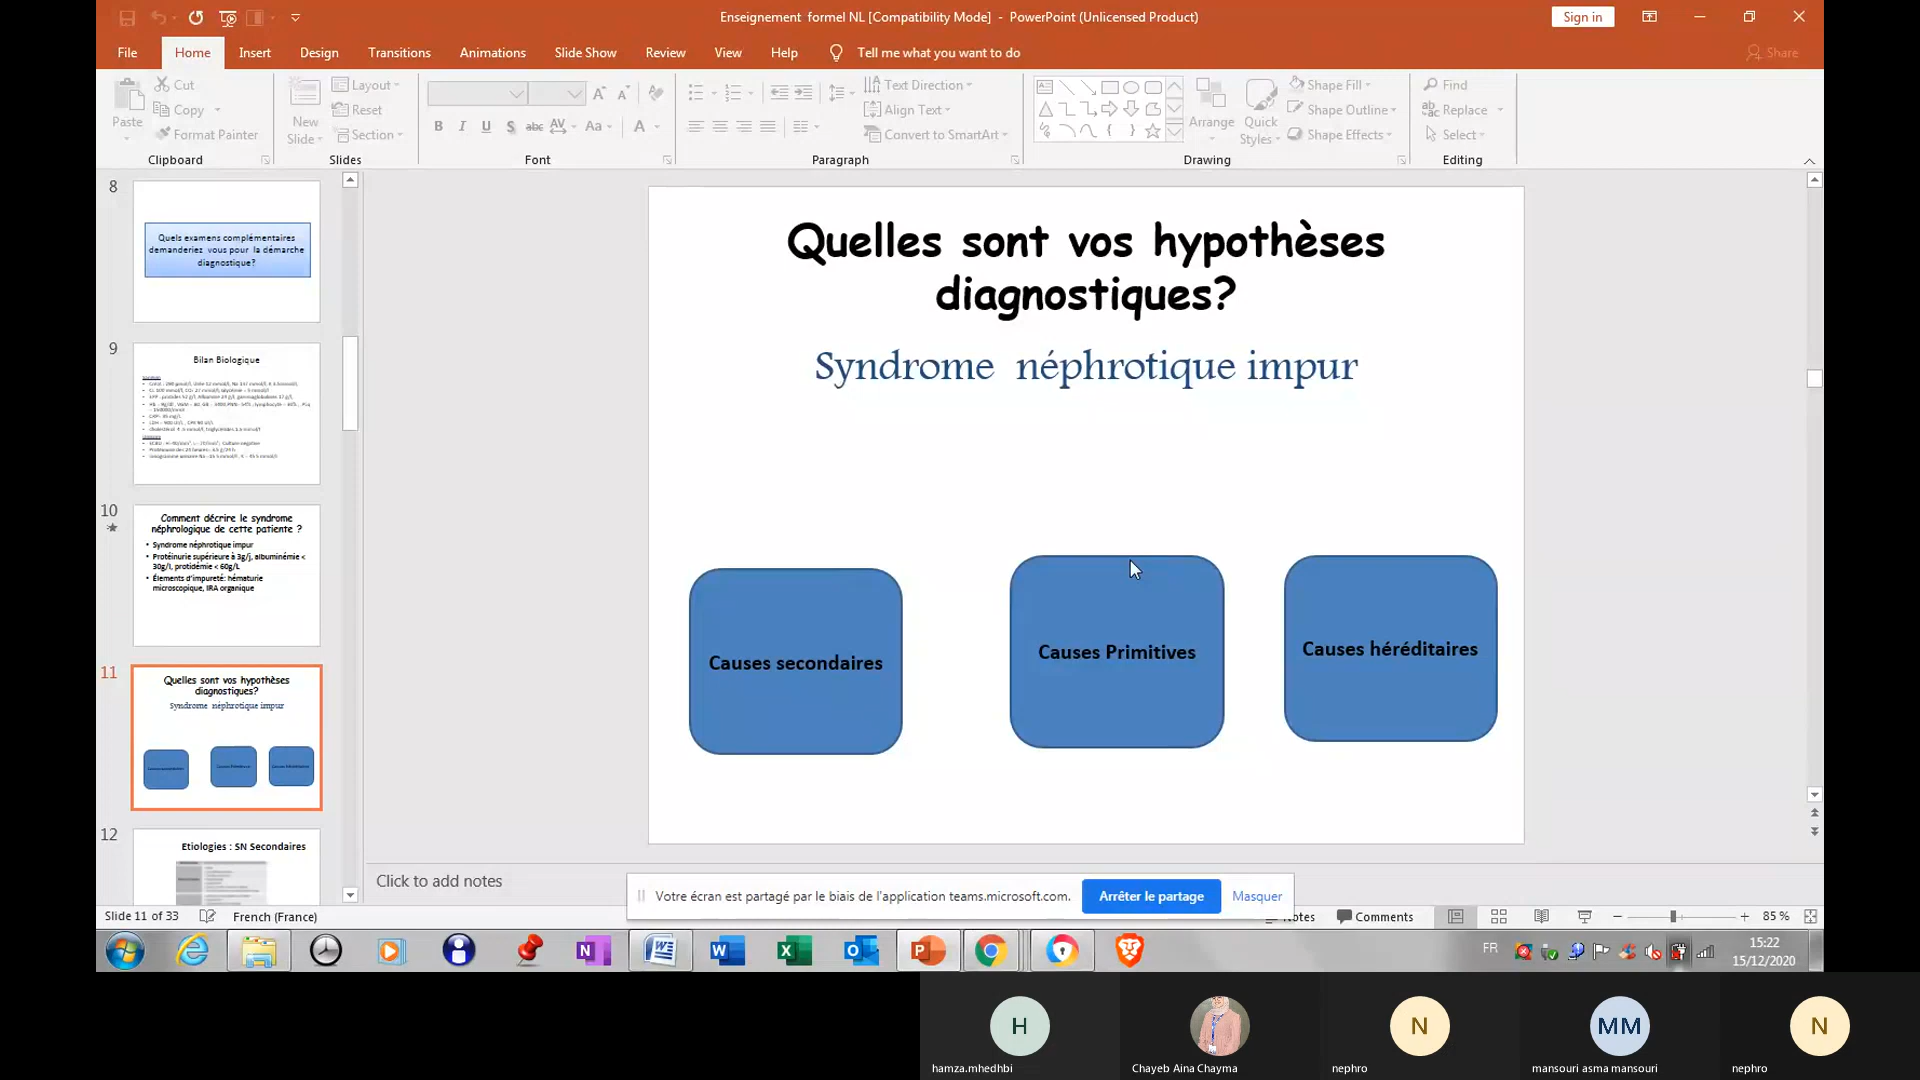 Enseignement formel NL [Compatibility Mode] - PowerPoint (Unlicensed Product)
Sign in
File Home Insert Design Transitions Animations Slide Show Review View Help Tell me what you want to do Share
Paste
Cut
Copy
Format Painter
Clipboard
New Slide
Layout
Reset
Section
Slides
B I U S abc AV Aa A
Font
Text Direction
Align Text
Convert to SmartArt
Paragraph
Arrange
Quick Styles
Shape Fill
Shape Outline
Shape Effects
Drawing
Find
Replace
Select
Editing
8
Quels examens complémentaires
demanderiez vous pour la démarche
diagnostique?
9
Bilan Biologique
10
Comment décrire le syndrome
néphrologique de cette patiente ?
• Syndrome néphrotique impur
• Protéinurie supérieure à 3g/j, albuminémie <
30g/l, protidémie < 60g/L
• Élements d'impureté: hématurie
microscopique, IRA organique
11
Quelles sont vos hypothèses
diagnostiques?
Syndrome néphrotique impur
12
Etiologies : SN Secondaires
Quelles sont vos hypothèses
diagnostiques?
Syndrome néphrotique impur
Causes secondaires
Causes Primitives
Causes héréditaires
Click to add notes
Votre écran est partagé par le biais de l'application teams.microsoft.com. Arrêter le partage Masquer
Slide 11 of 33 French (France) Notes Comments 85 %
FR
15:22
15/12/2020
H
N
MM
N
hamza.mhedhbi
Chayeb Aina Chayma
nephro
mansouri asma mansouri
nephro